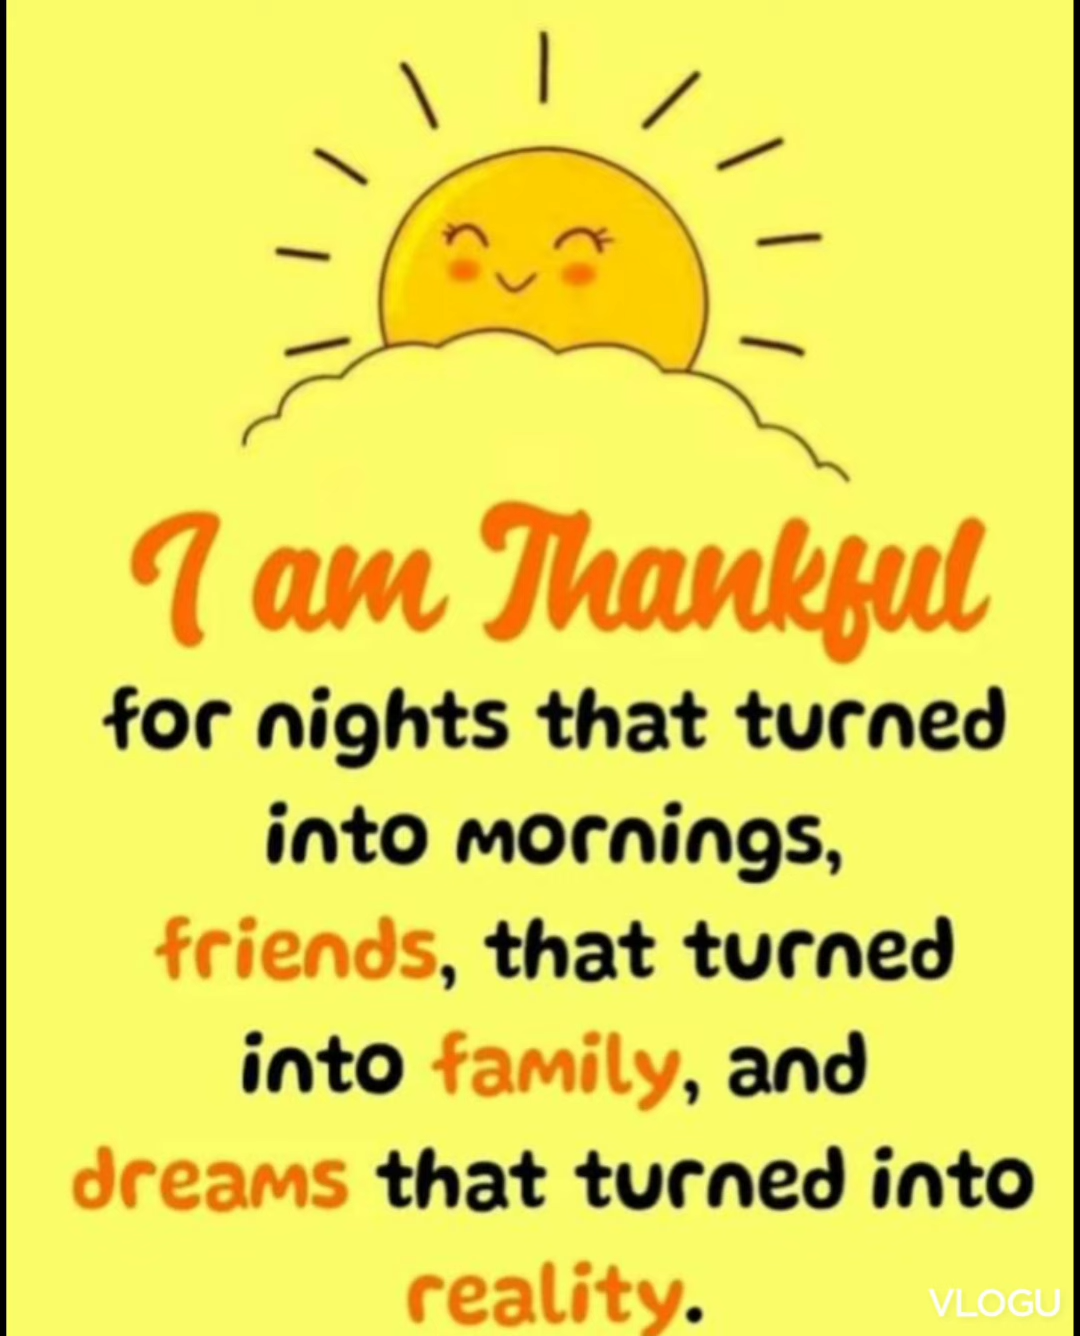 I am Thankful
for nights that turned
into mornings,
friends, that turned
into family, and
dreams that turned into
reality.
VLOGU